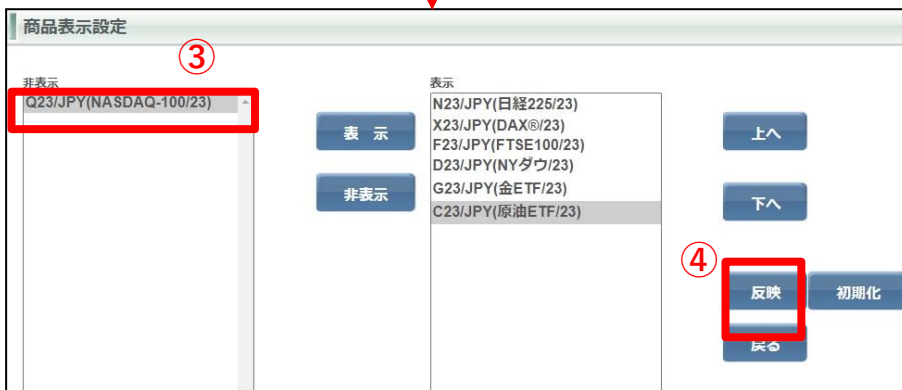 商品表示設定
③
非表示
Q23/JPY(NASDAQ-100/23)
表 示
非表示
表示
N23/JPY(日経225/23)
X23/JPY(DAX®/23)
F23/JPY(FTSE100/23)
D23/JPY(NYダウ/23)
G23/JPY(金ETF/23)
C23/JPY(原油ETF/23)
上へ
下へ
④
反映
初期化
戻る